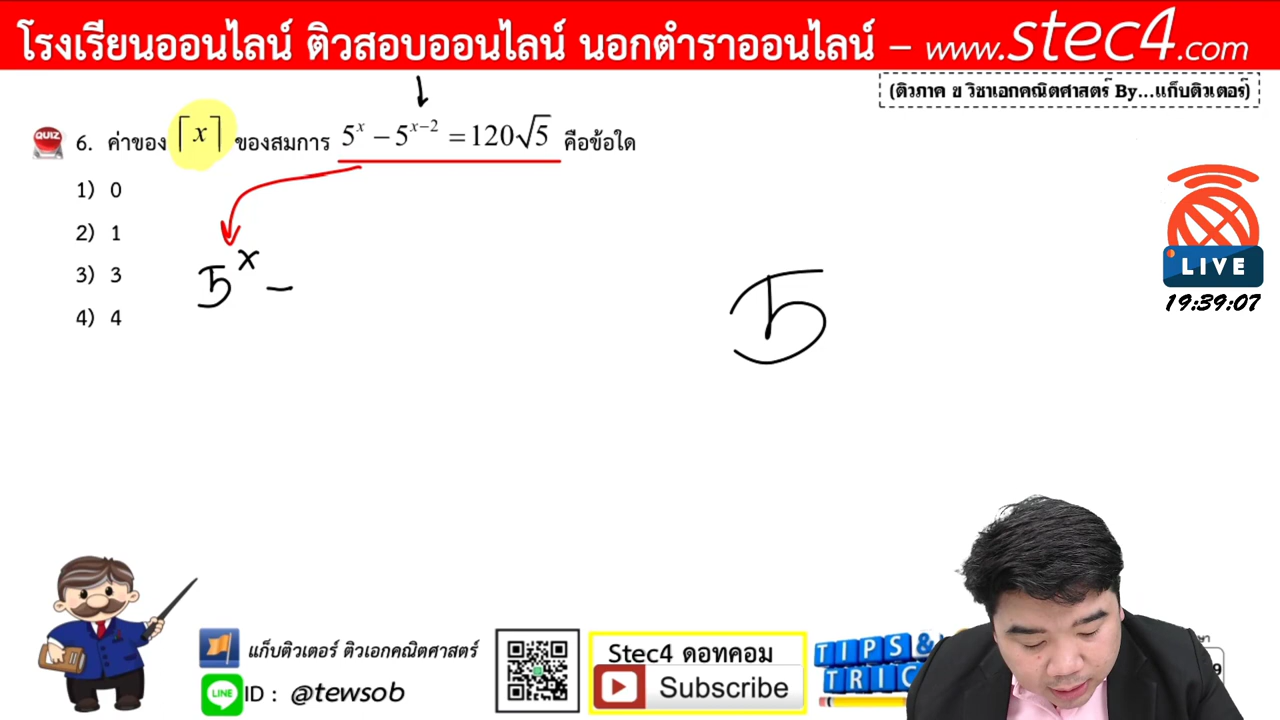 โรงเรียนออนไลน์ ติวสอบออนไลน์ นอกตำราออนไลน์ – www.stec4.com
(ติวภาค ข วิชาเอกคณิตศาสตร์ By...แก็บติวเตอร์)
QUIZ 6. ค่าของ ⌈x⌉ ของสมการ 5^x − 5^{x−2} = 120√5 คือข้อใด
1) 0
2) 1
3) 3
4) 4
5^x −
5
LIVE
19:39:07
แก็บติวเตอร์ ติวเอกคณิตศาสตร์
LINE ID : @tewsob
Stec4 ดอทคอม
Subscribe
TIPS &
TRIC